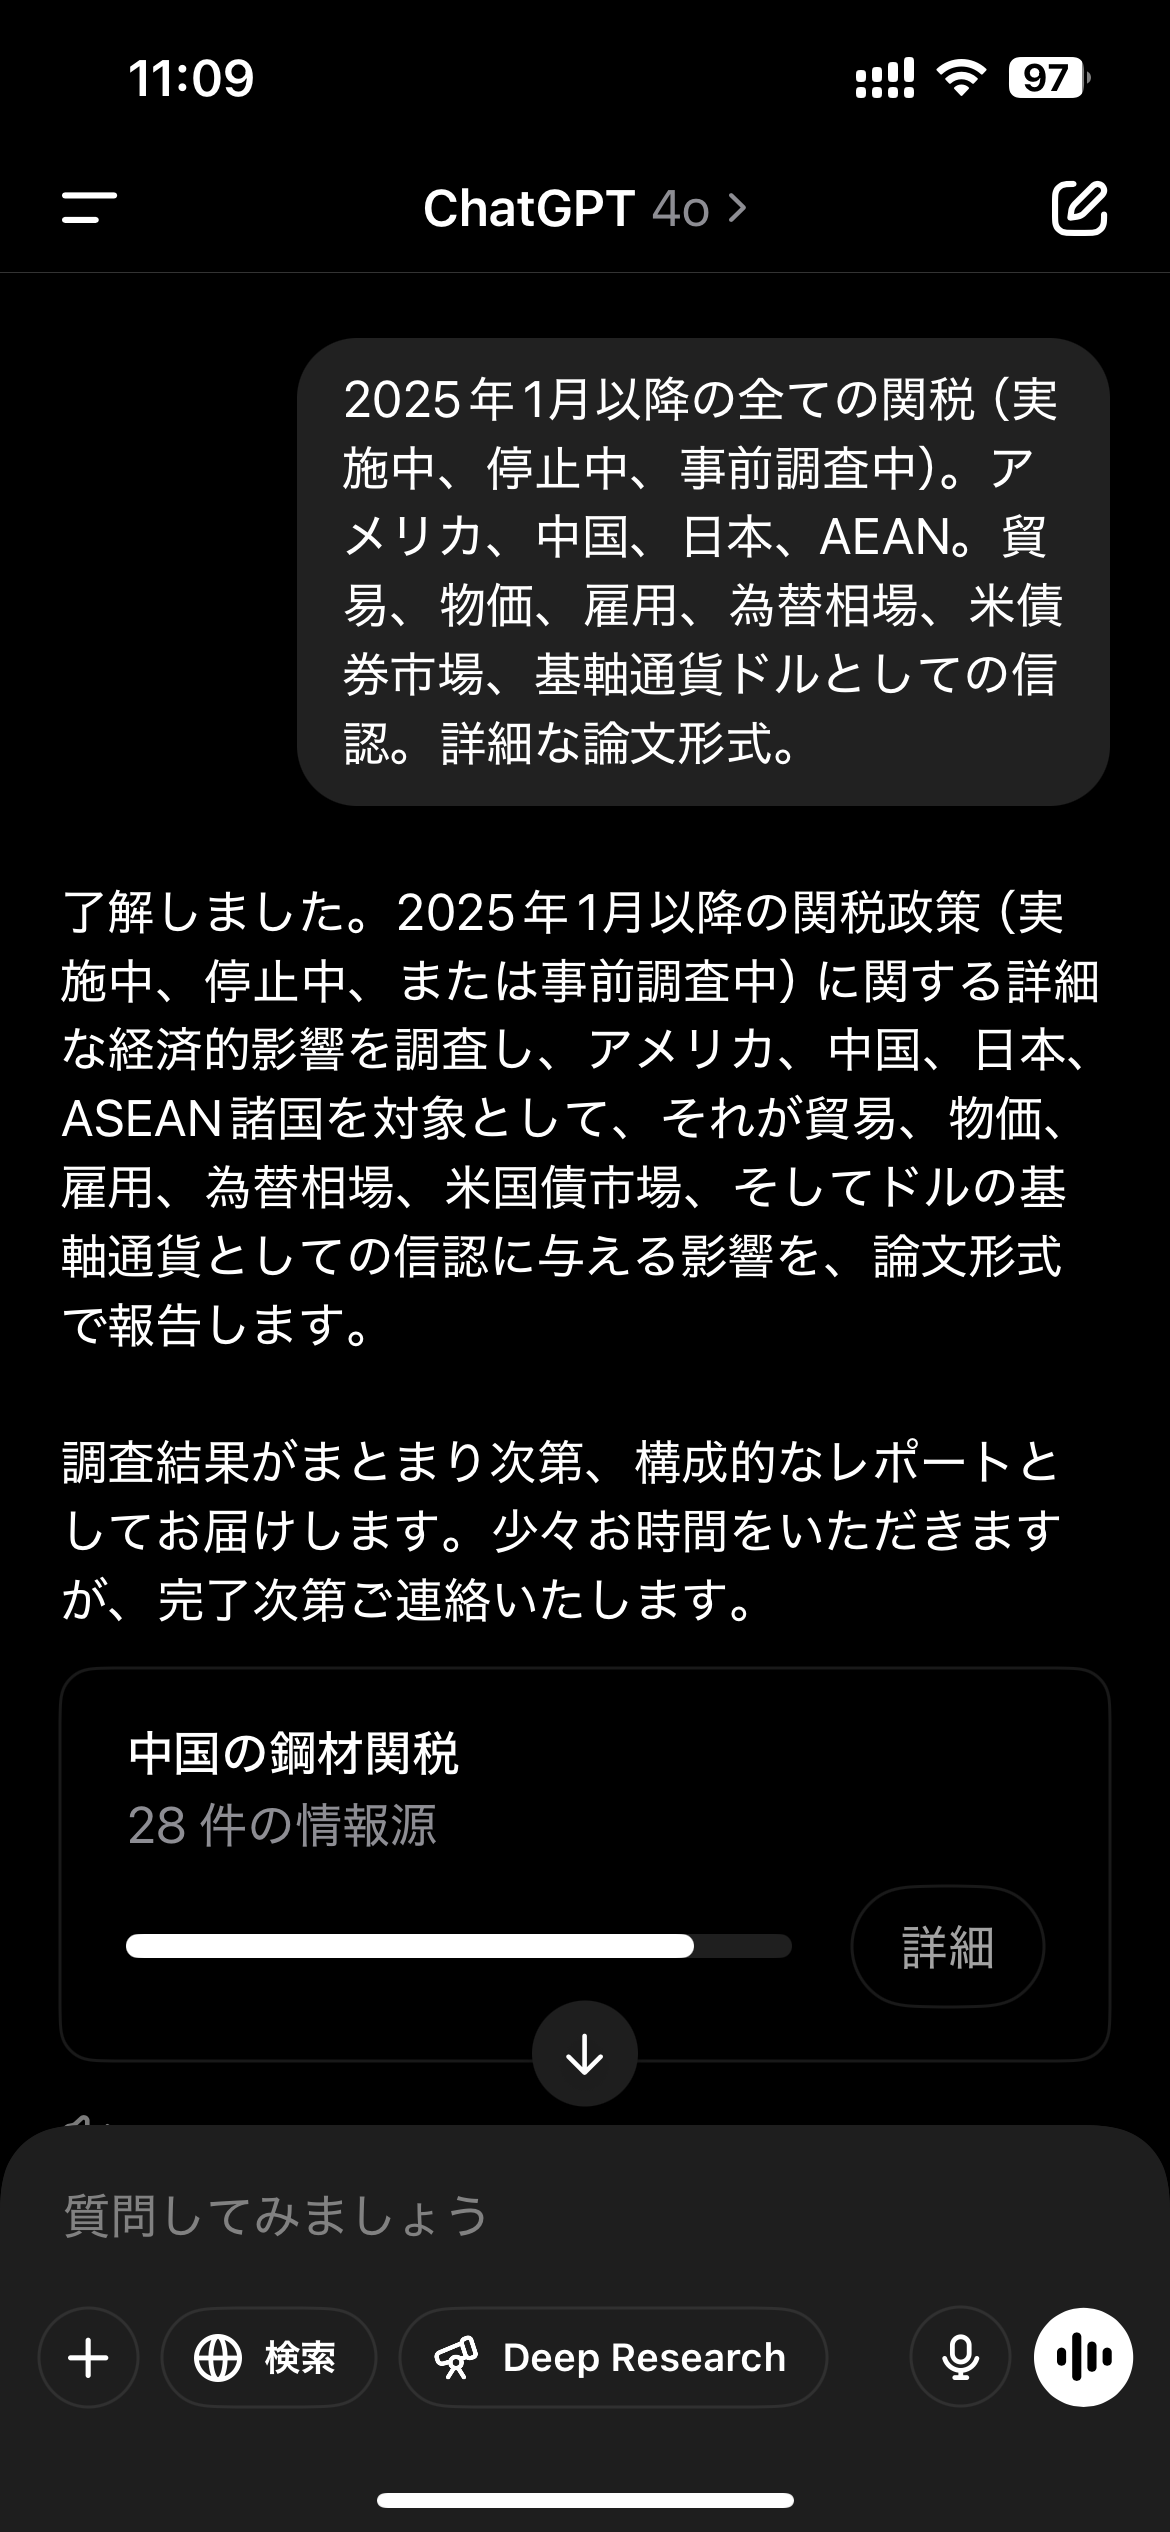 11:09
97
ChatGPT 4o
2025年1月以降の全ての関税（実
施中、停止中、事前調査中）。ア
メリカ、中国、日本、AEAN。貿
易、物価、雇用、為替相場、米債
券市場、基軸通貨ドルとしての信
認。詳細な論文形式。
了解しました。2025年1月以降の関税政策（実
施中、停止中、または事前調査中）に関する詳細
な経済的影響を調査し、アメリカ、中国、日本、
ASEAN諸国を対象として、それが貿易、物価、
雇用、為替相場、米国債市場、そしてドルの基
軸通貨としての信認に与える影響を、論文形式
で報告します。
調査結果がまとまり次第、構成的なレポートと
してお届けします。少々お時間をいただきます
が、完了次第ご連絡いたします。
中国の鋼材関税
28 件の情報源
詳細
質問してみましょう
検索
Deep Research